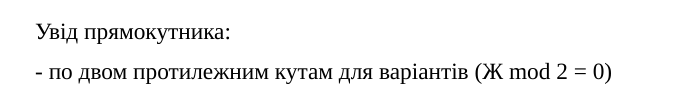 Увід прямокутника:
- по двом протилежним кутам для варіантів (Ж mod 2 = 0)